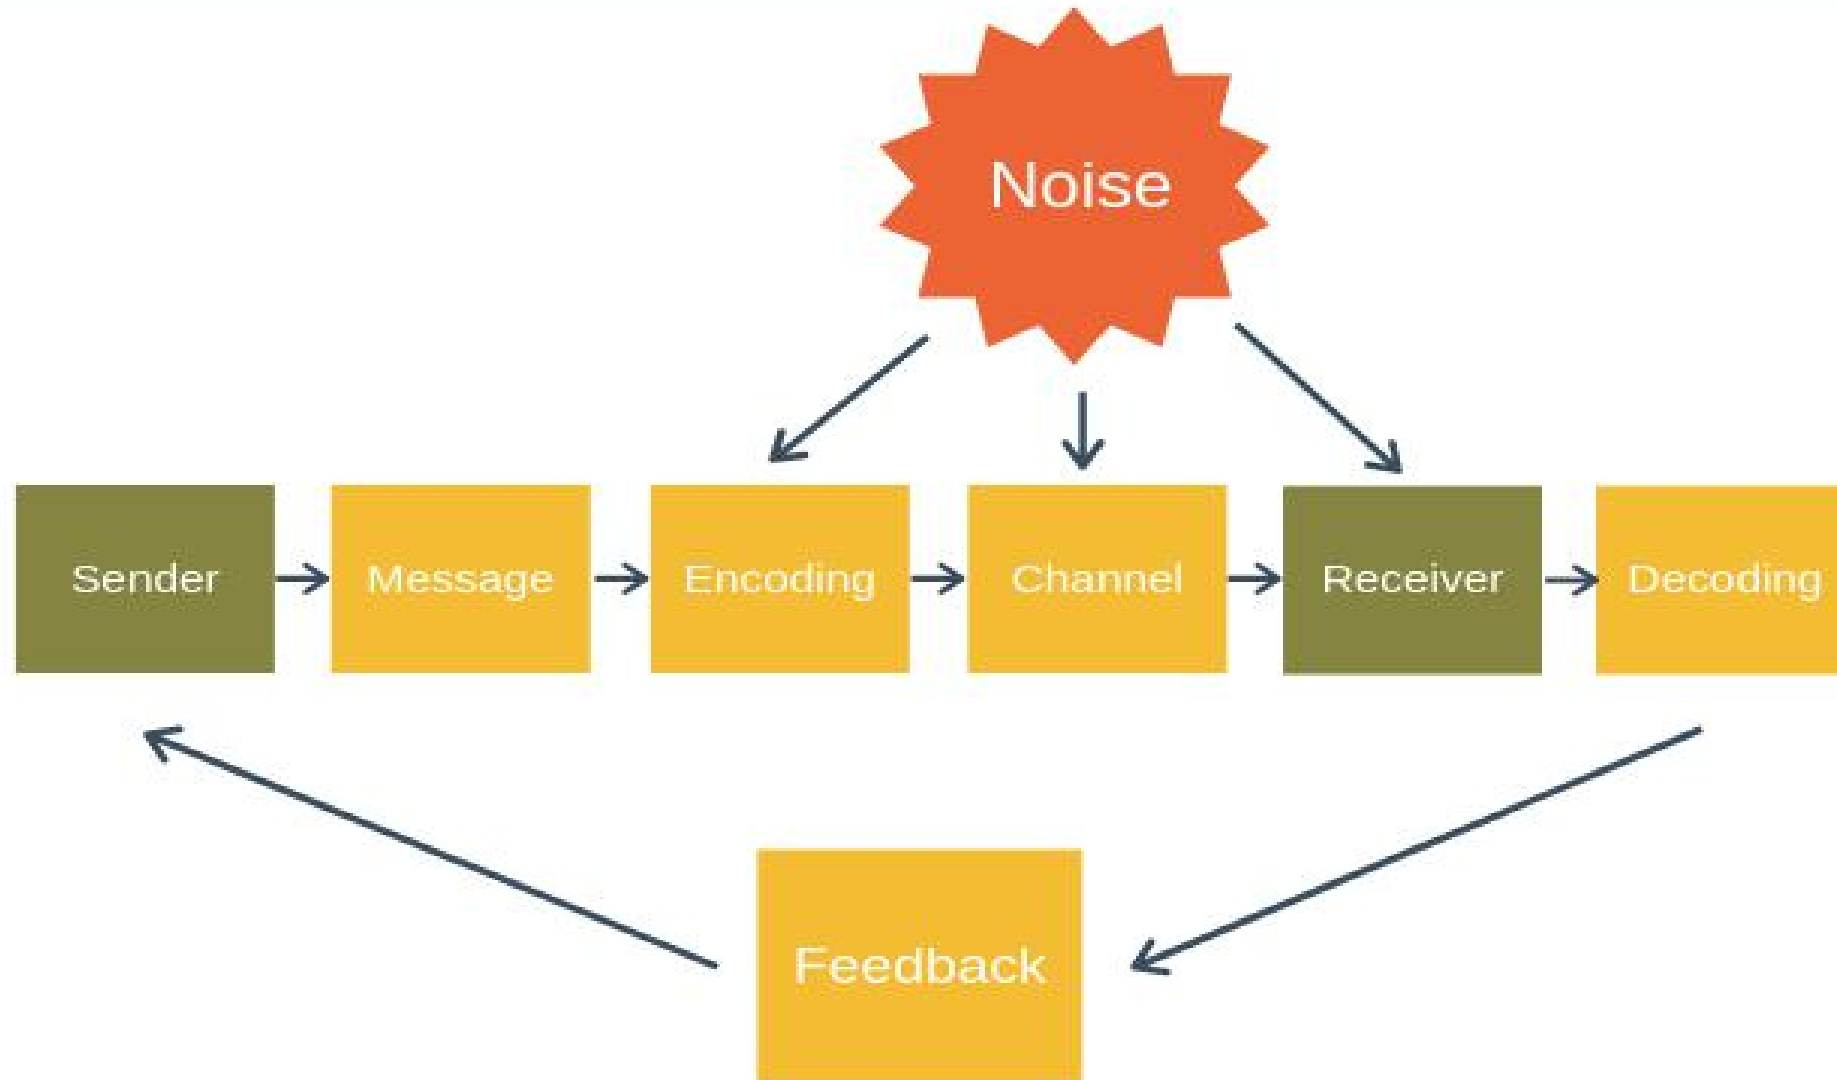 Noise
Sender
Message
Encoding
Channel
Receiver
Decoding
Feedback